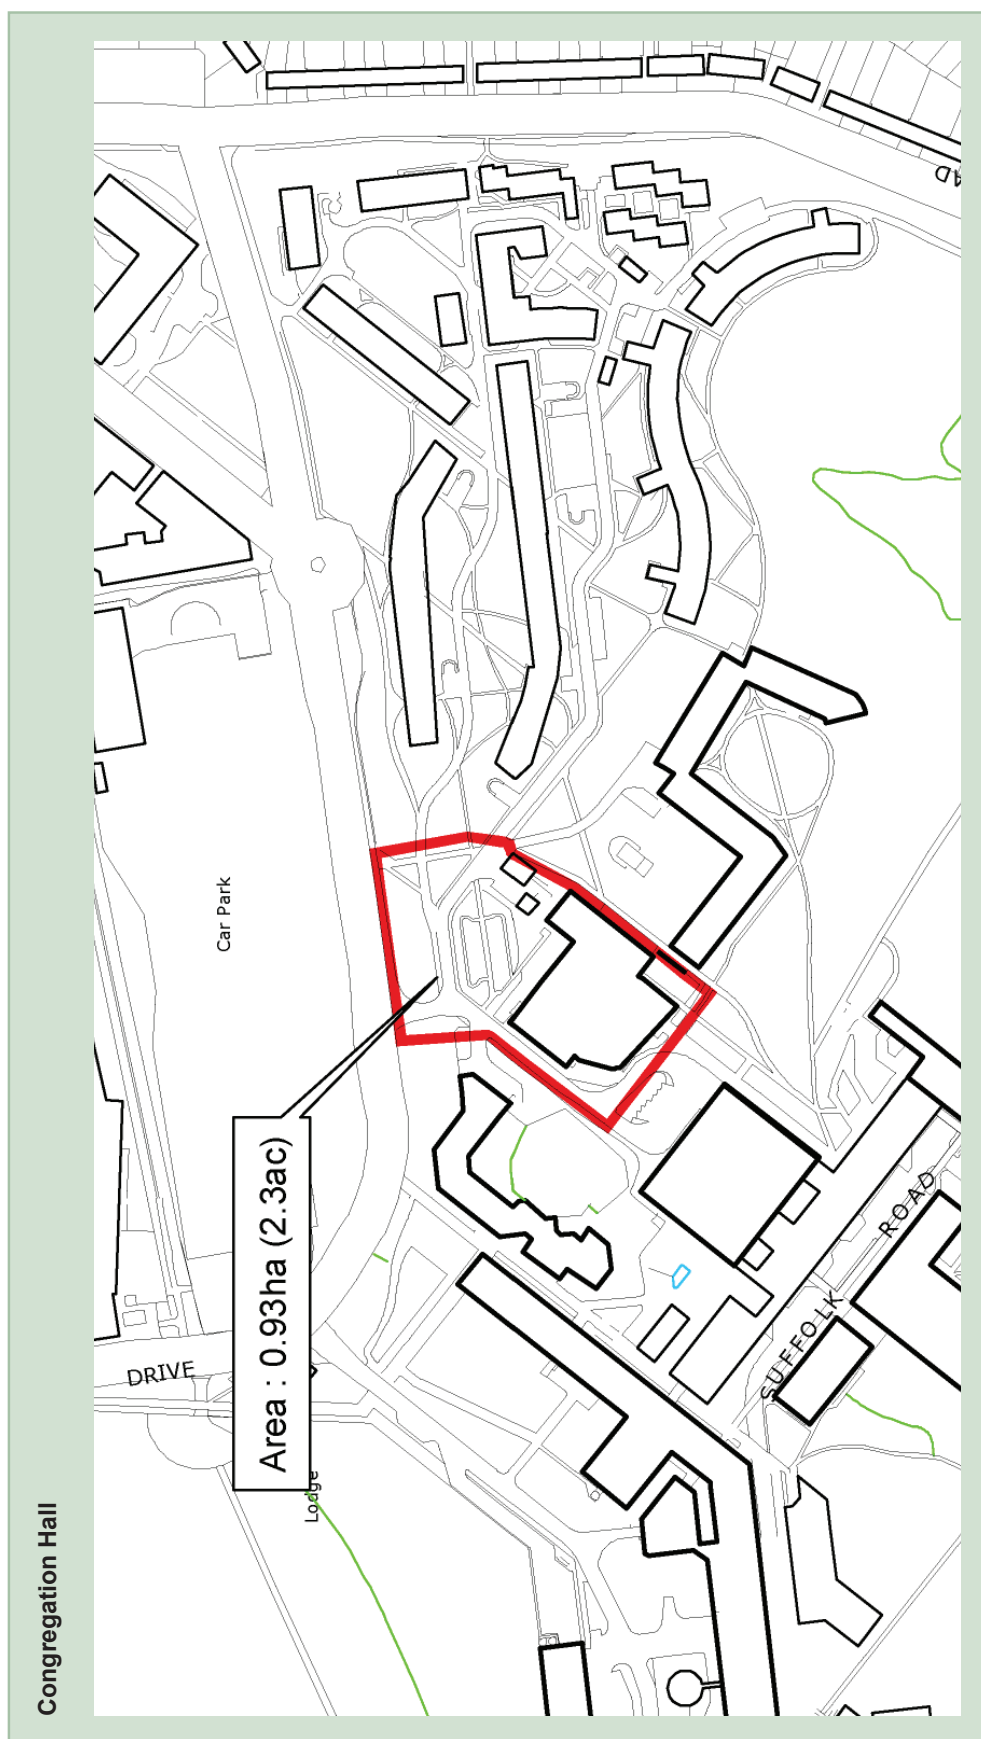 Congregation Hall
Car Park
Area : 0.93ha (2.3ac)
DRIVE
Lodge
SUFFOLK ROAD